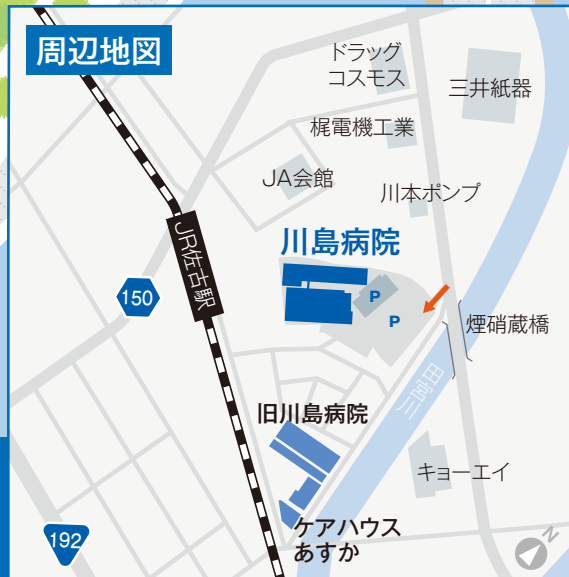 周辺地図
ドラッグ
コスモス
三井紙器
梶電機工業
JA会館
川本ポンプ
川島病院
JR佐古駅
150
P
P
煙硝蔵橋
田宮川
旧川島病院
キョーエイ
192
ケアハウス
あすか
N